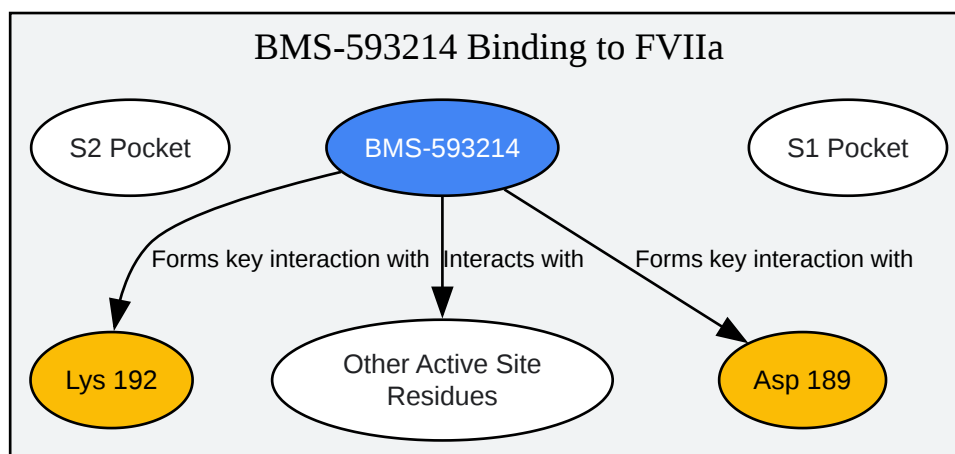 BMS-593214 Binding to FVIIa
S2 Pocket
BMS-593214
S1 Pocket
Forms key interaction with
Interacts with
Forms key interaction with
Lys 192
Other Active Site
Residues
Asp 189